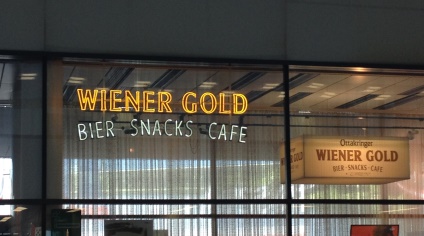 WIENER GOLD
BIER · SNACKS · CAFE
Ottakringer
WIENER GOLD
BIER · SNACKS · CAFE